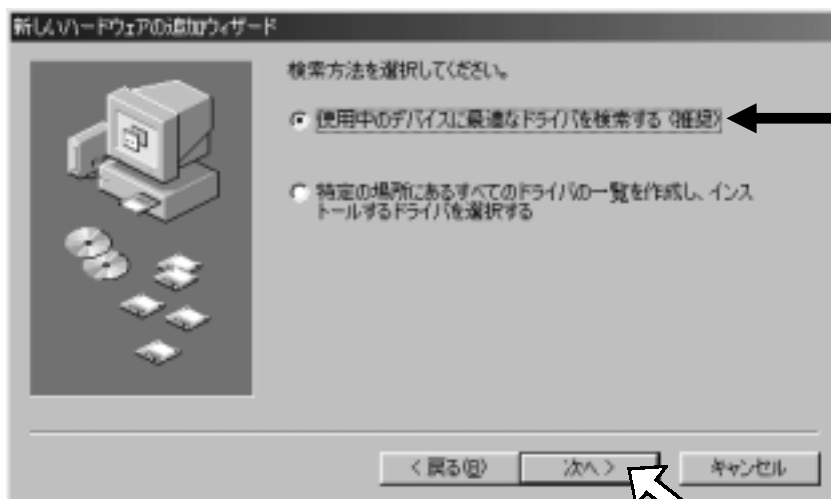 新しいハードウェアの追加ウィザード
検索方法を選択してください。
使用中のデバイスに最適なドライバを検索する (推奨)
特定の場所にあるすべてのドライバの一覧を作成し、インス
トールするドライバを選択する
< 戻る(B)
次へ >
キャンセル